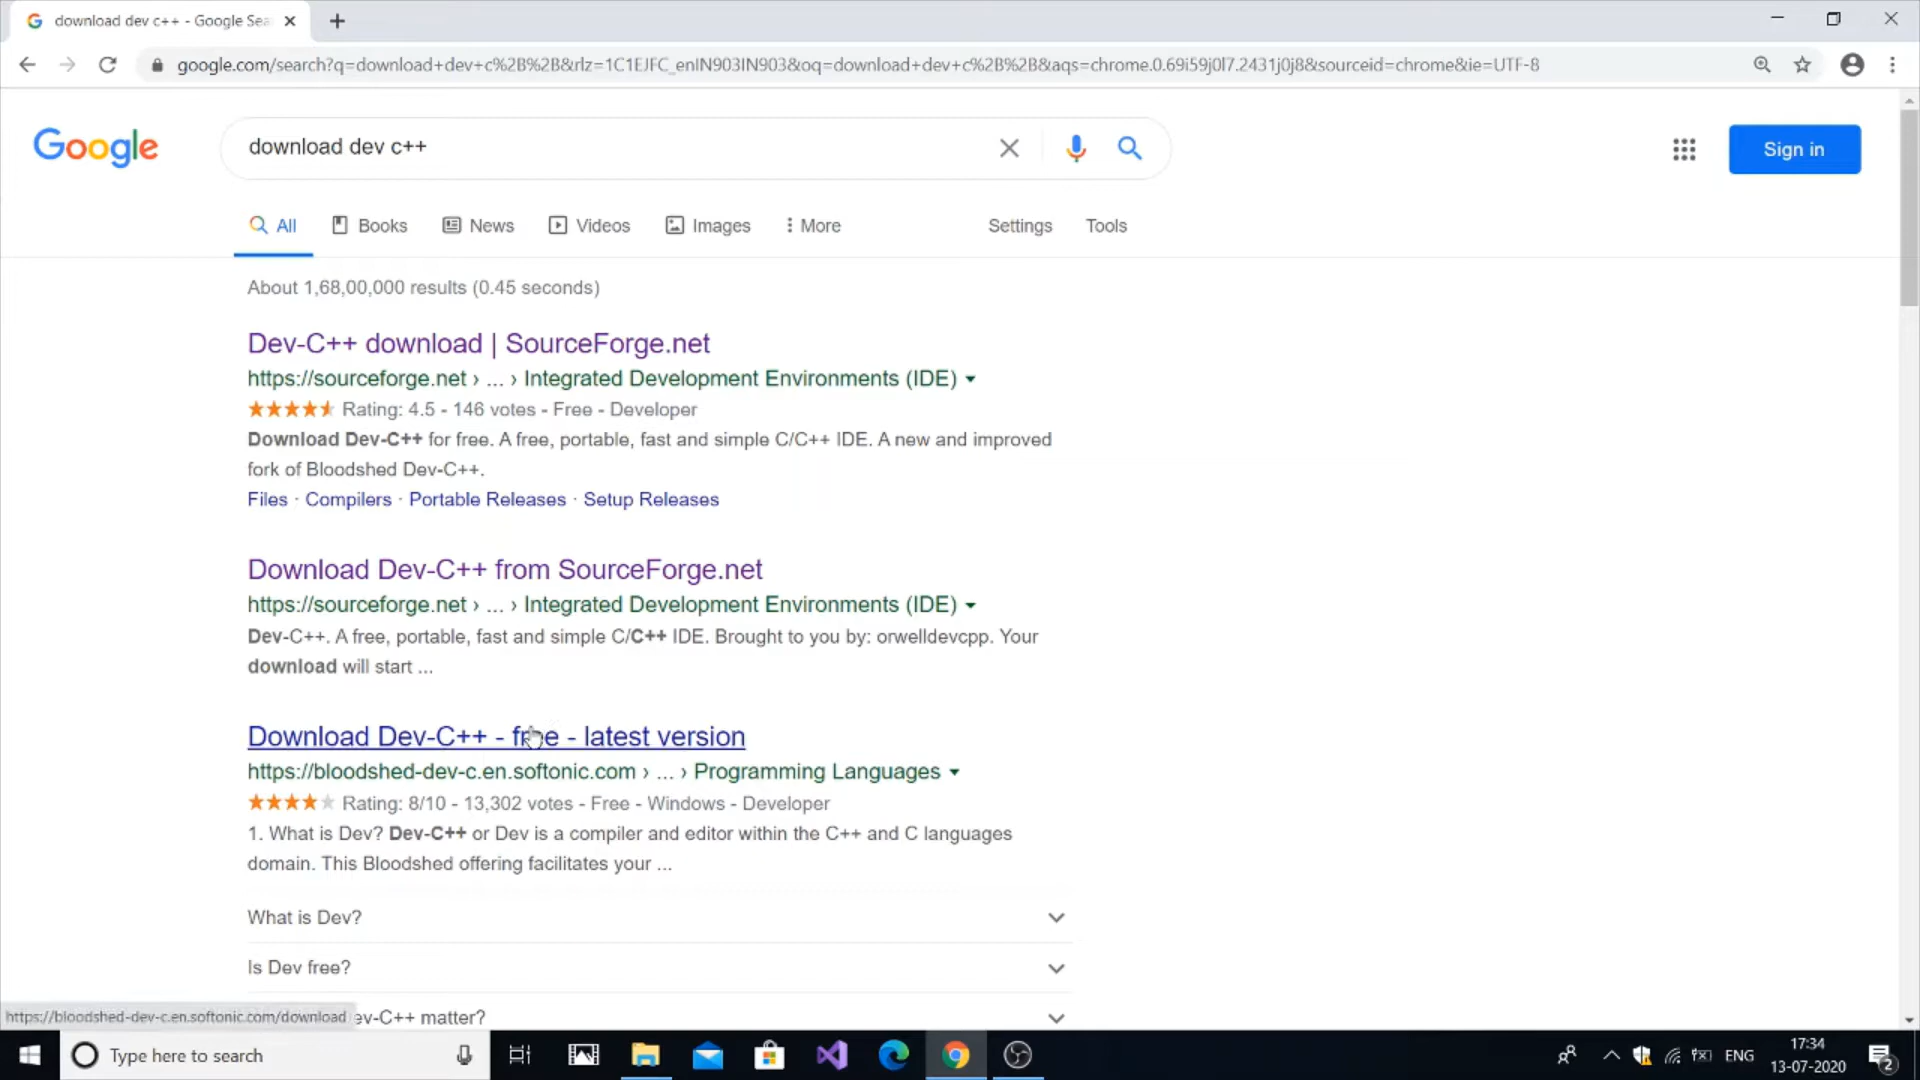 download dev c++ - Google Sea
google.com/search?q=download+dev+c%2B%2B&rlz=1C1EJFC_enIN903IN903&oq=download+dev+c%2B%2B&aqs=chrome.0.69i59j0l7.2431j0j8&sourceid=chrome&ie=UTF-8
Google
download dev c++
Sign in
All Books News Videos Images More Settings Tools
About 1,68,00,000 results (0.45 seconds)
Dev-C++ download | SourceForge.net
https://sourceforge.net › ... › Integrated Development Environments (IDE)
Rating: 4.5 - 146 votes - Free - Developer
Download Dev-C++ for free. A free, portable, fast and simple C/C++ IDE. A new and improved
fork of Bloodshed Dev-C++.
Files · Compilers · Portable Releases · Setup Releases
Download Dev-C++ from SourceForge.net
https://sourceforge.net › ... › Integrated Development Environments (IDE)
Dev-C++. A free, portable, fast and simple C/C++ IDE. Brought to you by: orwelldevcpp. Your
download will start ...
Download Dev-C++ - free - latest version
https://bloodshed-dev-c.en.softonic.com › ... › Programming Languages
Rating: 8/10 - 13,302 votes - Free - Windows - Developer
1. What is Dev? Dev-C++ or Dev is a compiler and editor within the C++ and C languages
domain. This Bloodshed offering facilitates your ...
What is Dev?
Is Dev free?
https://bloodshed-dev-c.en.softonic.com/download ev-C++ matter?
Type here to search
ENG
17:34
13-07-2020
2